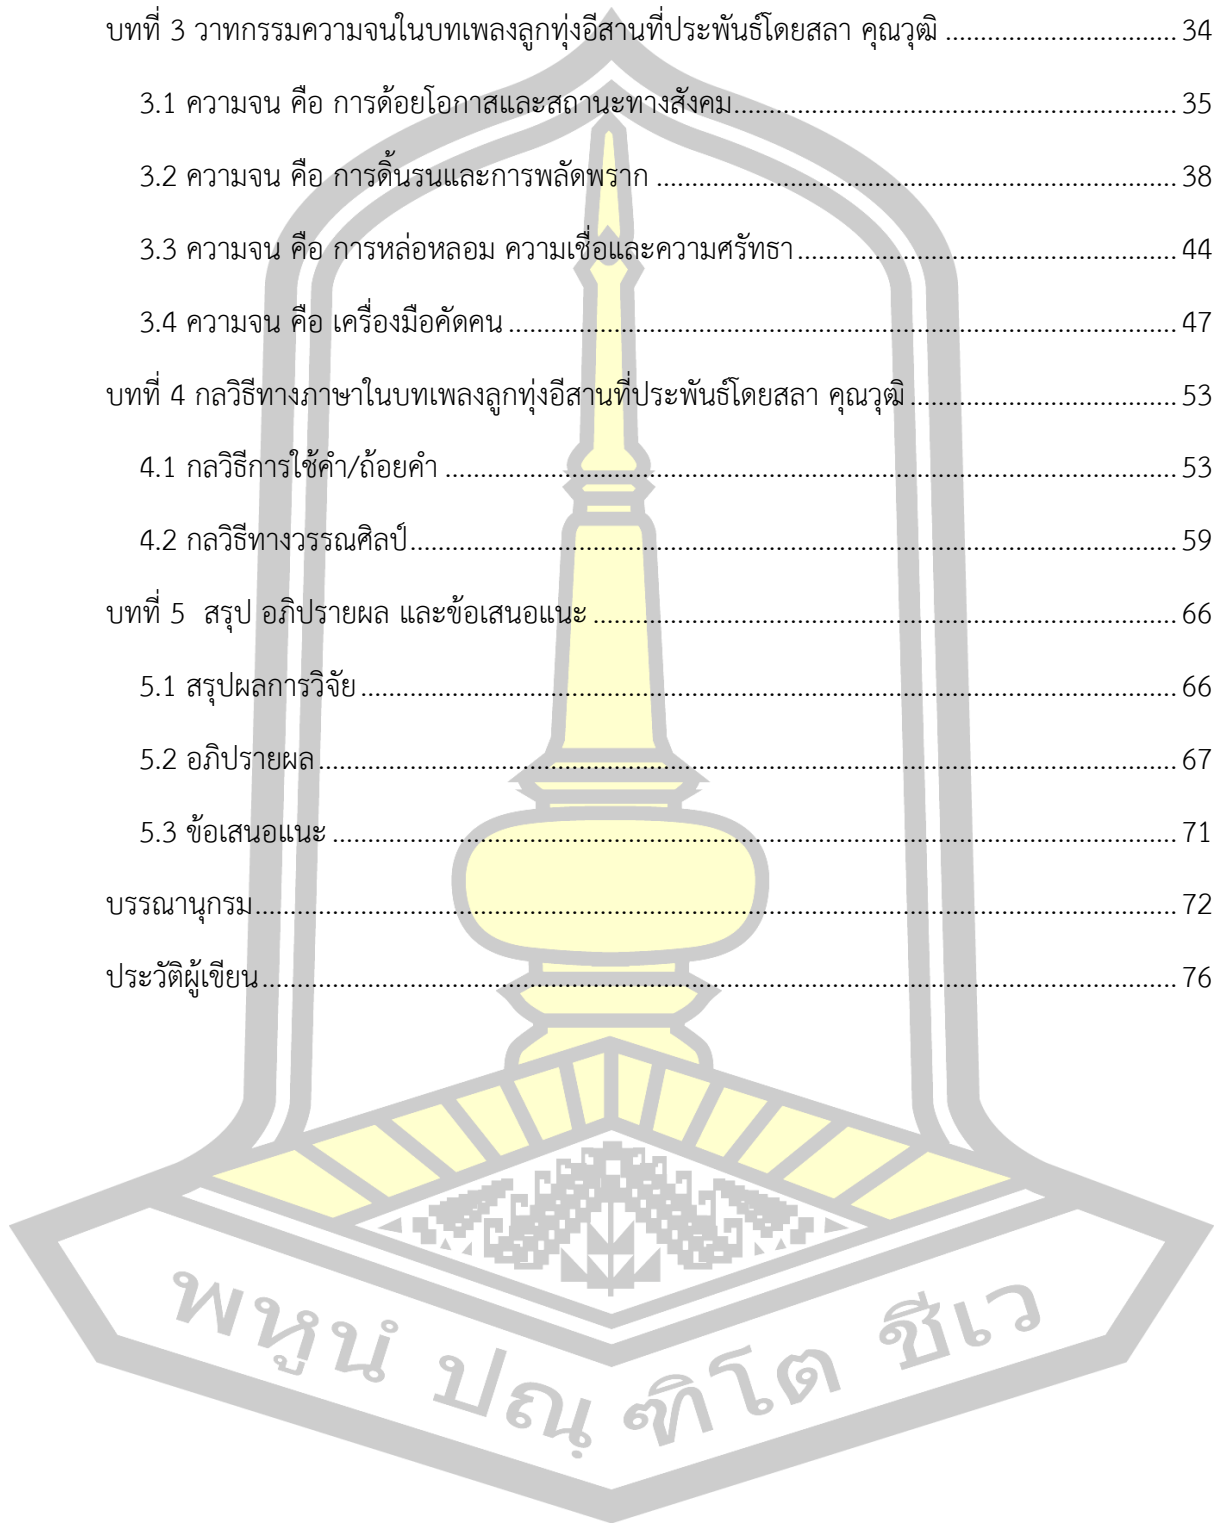 บทที่ 3 วาทกรรมความจนในบทเพลงลูกทุ่งอีสานที่ประพันธ์โดยสลา คุณวุฒิ ................................. 34
3.1 ความจน คือ การด้อยโอกาสและสถานะทางสังคม............................................................... 35
3.2 ความจน คือ การดิ้นรนและการพลัดพราก .......................................................................... 38
3.3 ความจน คือ การหล่อหลอม ความเชื่อและความศรัทธา...................................................... 44
3.4 ความจน คือ เครื่องมือคัดคน ............................................................................................... 47
บทที่ 4 กลวิธีทางภาษาในบทเพลงลูกทุ่งอีสานที่ประพันธ์โดยสลา คุณวุฒิ ...................................... 53
4.1 กลวิธีการใช้คำ/ถ้อยคำ ........................................................................................................ 53
4.2 กลวิธีทางวรรณศิลป์............................................................................................................. 59
บทที่ 5 สรุป อภิปรายผล และข้อเสนอแนะ ................................................................................... 66
5.1 สรุปผลการวิจัย.................................................................................................................... 66
5.2 อภิปรายผล.......................................................................................................................... 67
5.3 ข้อเสนอแนะ ........................................................................................................................ 71
บรรณานุกรม................................................................................................................................... 72
ประวัติผู้เขียน.................................................................................................................................. 76
พหูนํ ปณฺฑิโต ชีเว